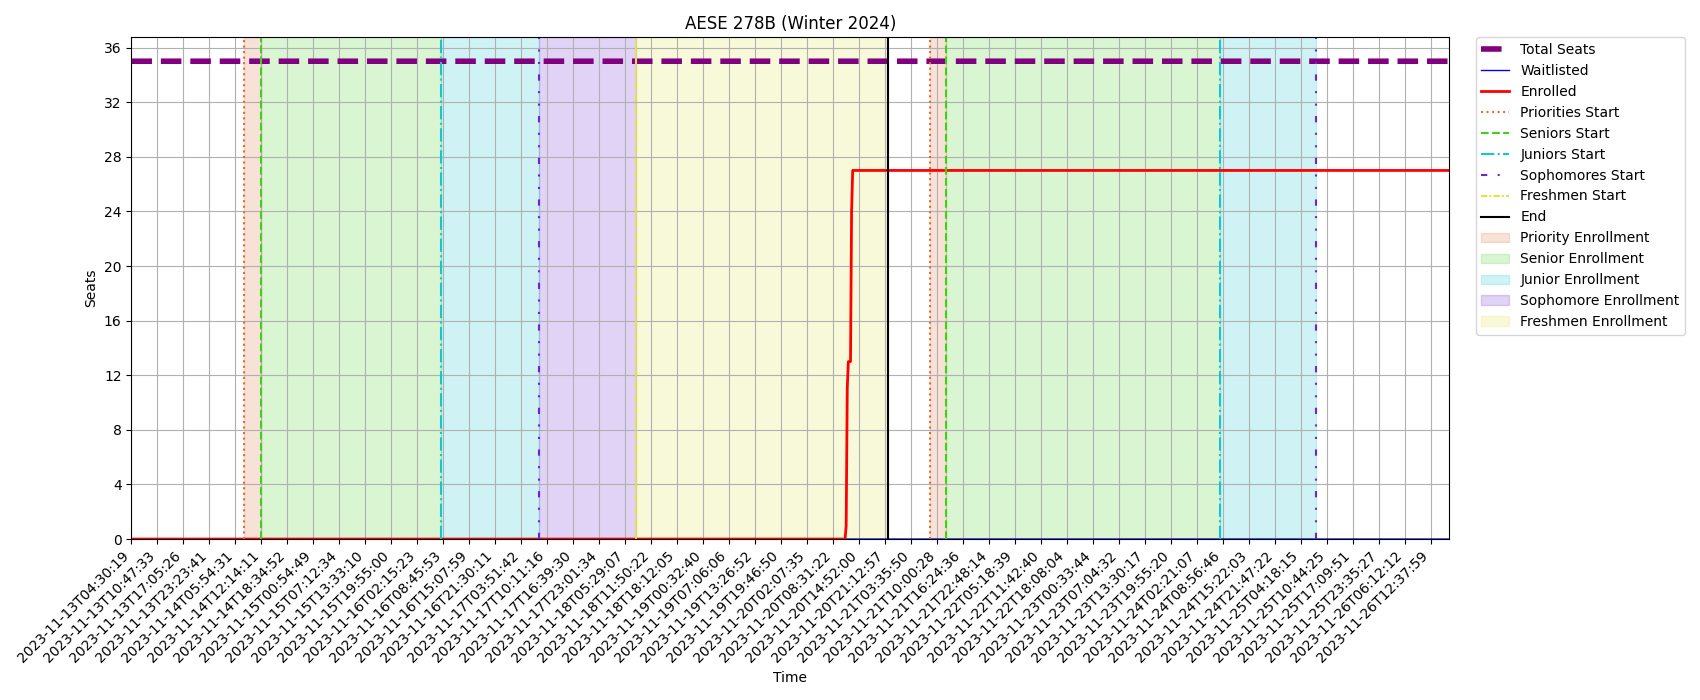 AESE 278B (Winter 2024)
36
32
28
24
20
16
12
8
4
0
Seats
2023-11-13T04:30:19
2023-11-13T10:47:33
2023-11-13T17:05:26
2023-11-13T23:23:41
2023-11-14T05:54:31
2023-11-14T12:14:11
2023-11-14T18:34:52
2023-11-15T00:54:49
2023-11-15T07:12:34
2023-11-15T13:33:10
2023-11-15T19:55:00
2023-11-16T02:15:23
2023-11-16T08:45:53
2023-11-16T15:07:59
2023-11-16T21:30:11
2023-11-17T03:51:42
2023-11-17T10:11:16
2023-11-17T16:39:30
2023-11-17T23:01:34
2023-11-18T05:29:07
2023-11-18T11:50:22
2023-11-18T18:12:05
2023-11-19T00:32:40
2023-11-19T07:06:06
2023-11-19T13:26:52
2023-11-19T19:46:50
2023-11-20T02:07:35
2023-11-20T08:31:22
2023-11-20T14:52:00
2023-11-20T21:12:57
2023-11-21T03:35:50
2023-11-21T10:00:28
2023-11-21T16:24:36
2023-11-21T22:48:14
2023-11-22T05:18:39
2023-11-22T11:42:40
2023-11-22T18:08:04
2023-11-23T00:33:44
2023-11-23T07:04:32
2023-11-23T13:30:17
2023-11-23T19:55:20
2023-11-24T02:21:07
2023-11-24T08:56:46
2023-11-24T15:22:03
2023-11-24T21:47:22
2023-11-25T04:18:15
2023-11-25T10:44:25
2023-11-25T17:09:51
2023-11-25T23:35:27
2023-11-26T06:12:12
2023-11-26T12:37:59
Time
Total Seats
Waitlisted
Enrolled
Priorities Start
Seniors Start
Juniors Start
Sophomores Start
Freshmen Start
End
Priority Enrollment
Senior Enrollment
Junior Enrollment
Sophomore Enrollment
Freshmen Enrollment